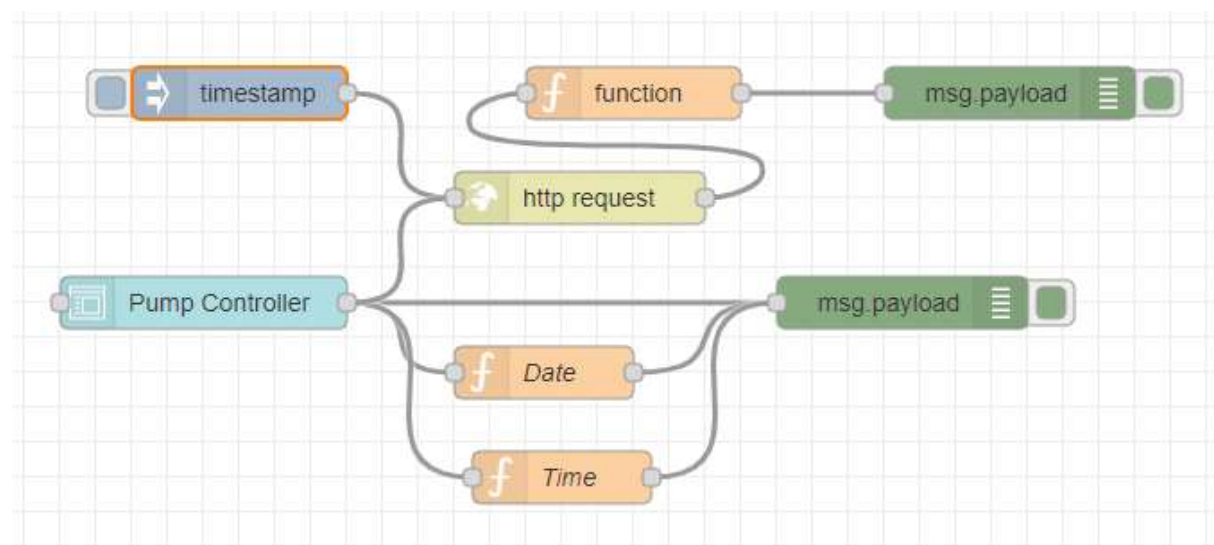 timestamp
function
msg.payload
http request
Pump Controller
msg.payload
Date
Time